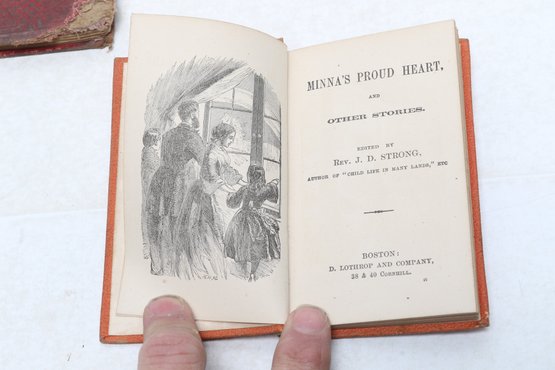 MINNA'S PROUD HEART,
AND
OTHER STORIES.
EDITED BY
REV. J. D. STRONG,
AUTHOR OF "CHILD LIFE IN MANY LANDS," ETC
BOSTON:
D. LOTHROP AND COMPANY,
38 & 40 CORNHILL.